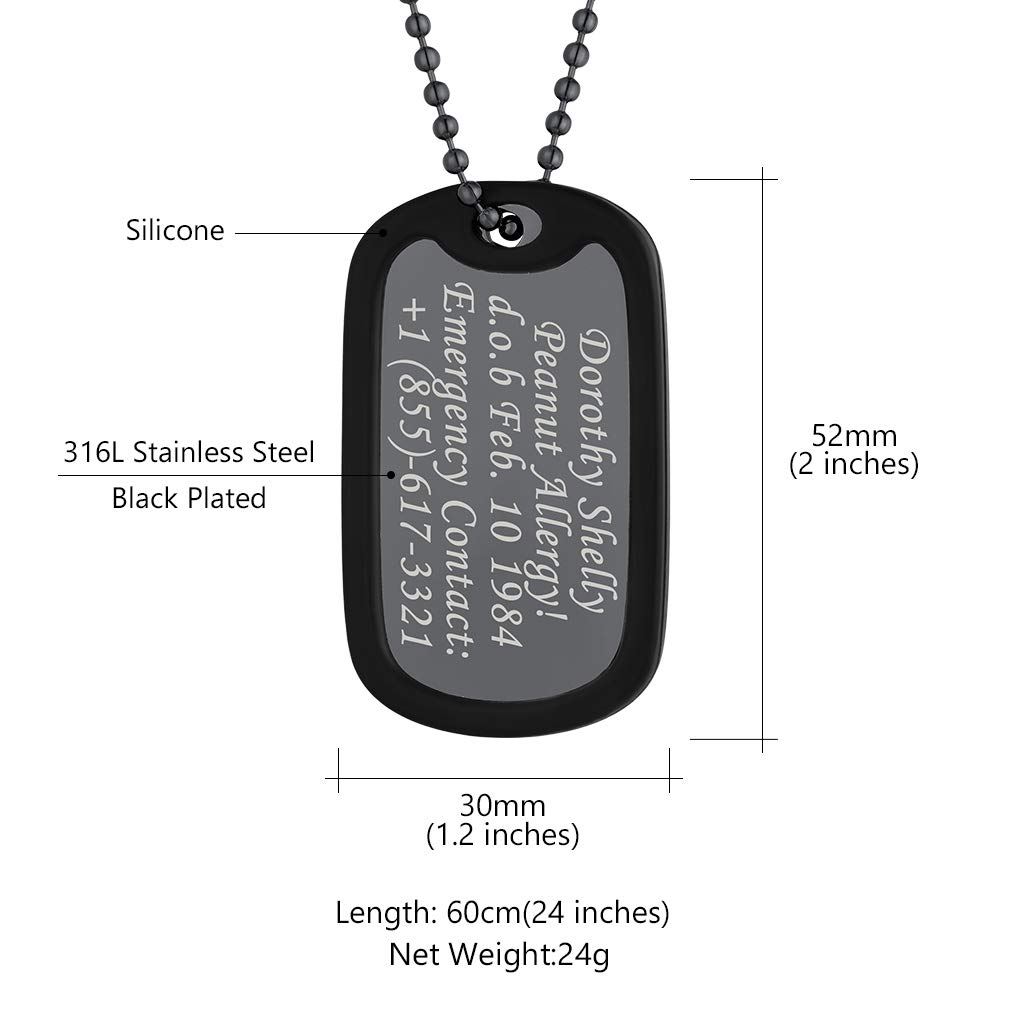 Silicone
316L Stainless Steel
Black Plated
Dorothy Shelly
Peanut Allergy!
d.o.b Feb. 10 1984
Emergency Contact:
+1 (855)-617-3321
52mm
(2 inches)
30mm
(1.2 inches)
Length: 60cm(24 inches)
Net Weight:24g